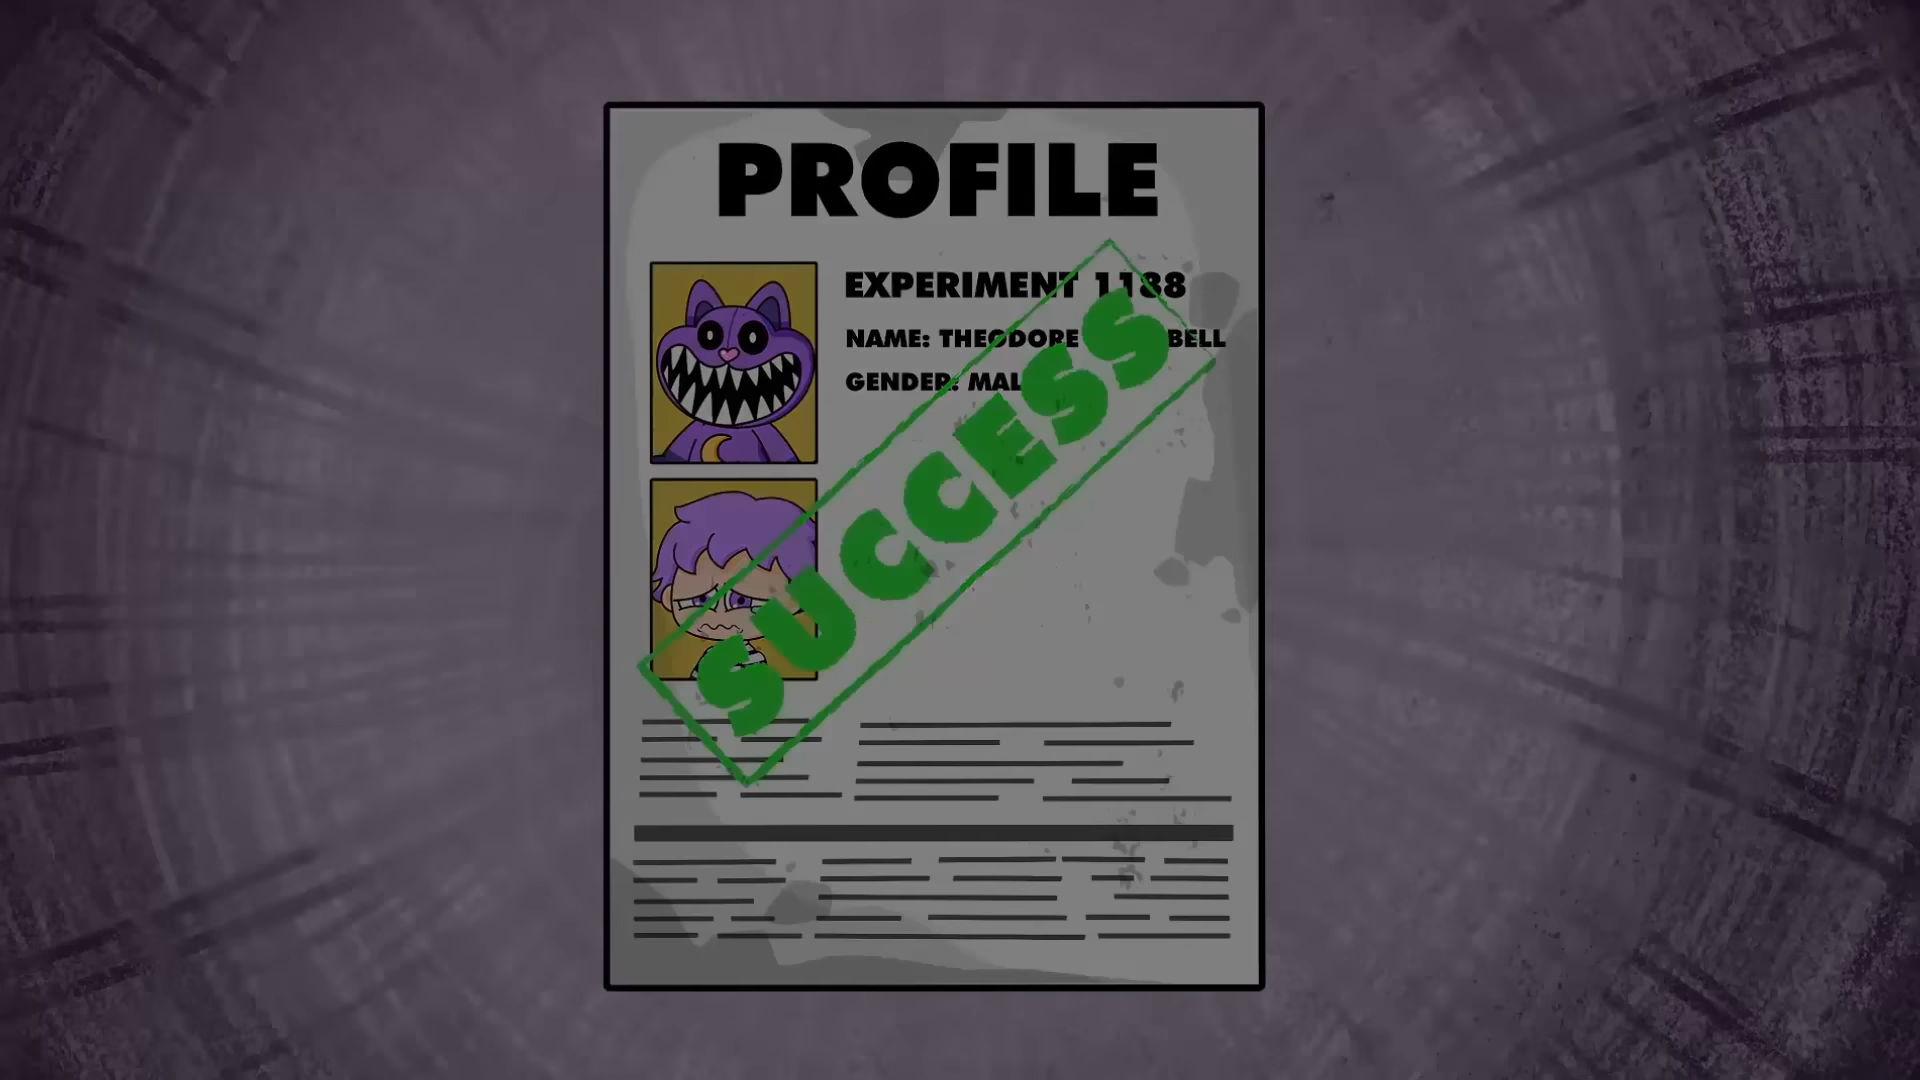 PROFILE
EXPERIMENT 1188
NAME: THEODORE BELL
GENDER: MAL
SUCCESS